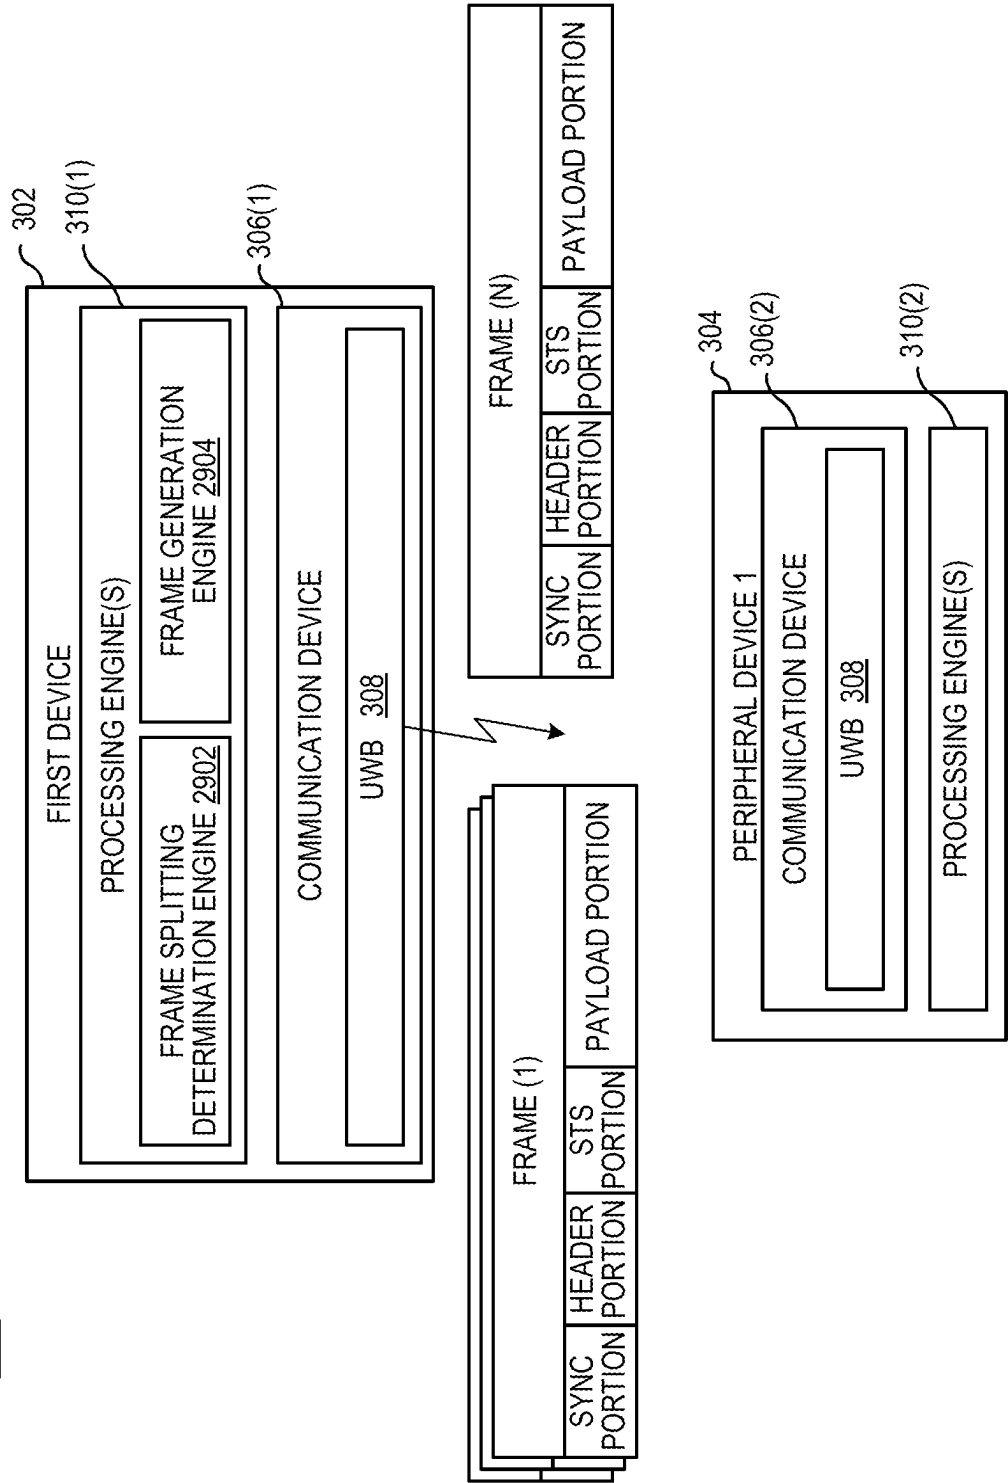 FIRST DEVICE
302
PROCESSING ENGINE(S)
310(1)
FRAME SPLITTING
DETERMINATION ENGINE 2902
FRAME GENERATION
ENGINE 2904
COMMUNICATION DEVICE
306(1)
UWB 308
FRAME (1)
SYNC
PORTION
HEADER
PORTION
STS
PORTION
PAYLOAD PORTION
FRAME (N)
SYNC
PORTION
HEADER
PORTION
STS
PORTION
PAYLOAD PORTION
PERIPHERAL DEVICE 1
304
COMMUNICATION DEVICE
306(2)
UWB 308
PROCESSING ENGINE(S)
310(2)